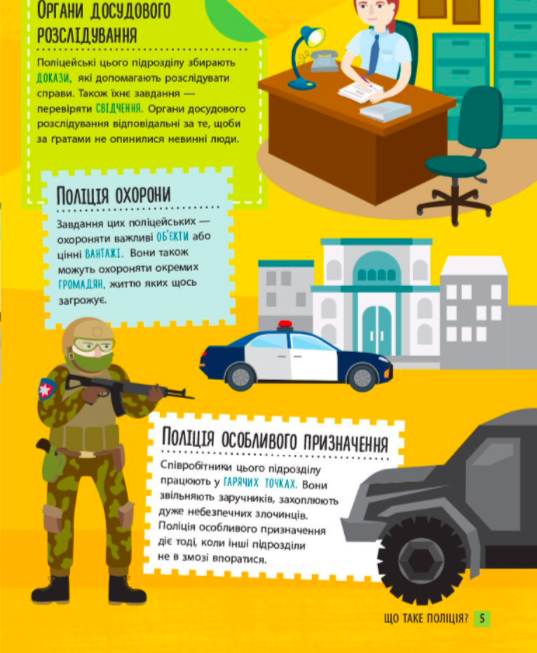 ОРГАНИ ДОСУДОВОГО
РОЗСЛІДУВАННЯ
Поліцейські цього підрозділу збирають
ДОКАЗИ, які допомагають розслідувати
справи. Також їхнє завдання —
перевіряти СВІДЧЕННЯ. Органи досудового
розслідування відповідальні за те, щоби
за ґратами не опинилися невинні люди.
ПОЛІЦІЯ ОХОРОНИ
Завдання цих поліцейських —
охороняти важливі ОБ'ЄКТИ або
цінні ВАНТАЖІ. Вони також
можуть охороняти окремих
ГРОМАДЯН, життю яких щось
загрожує.
ПОЛІЦІЯ ОСОБЛИВОГО ПРИЗНАЧЕННЯ
Співробітники цього підрозділу
працюють у ГАРЯЧИХ ТОЧКАХ. Вони
звільняють заручників, захоплюють
дуже небезпечних злочинців.
Поліція особливого призначення
діє тоді, коли інші підрозділи
не в змозі впоратися.
ЩО ТАКЕ ПОЛІЦІЯ? 5